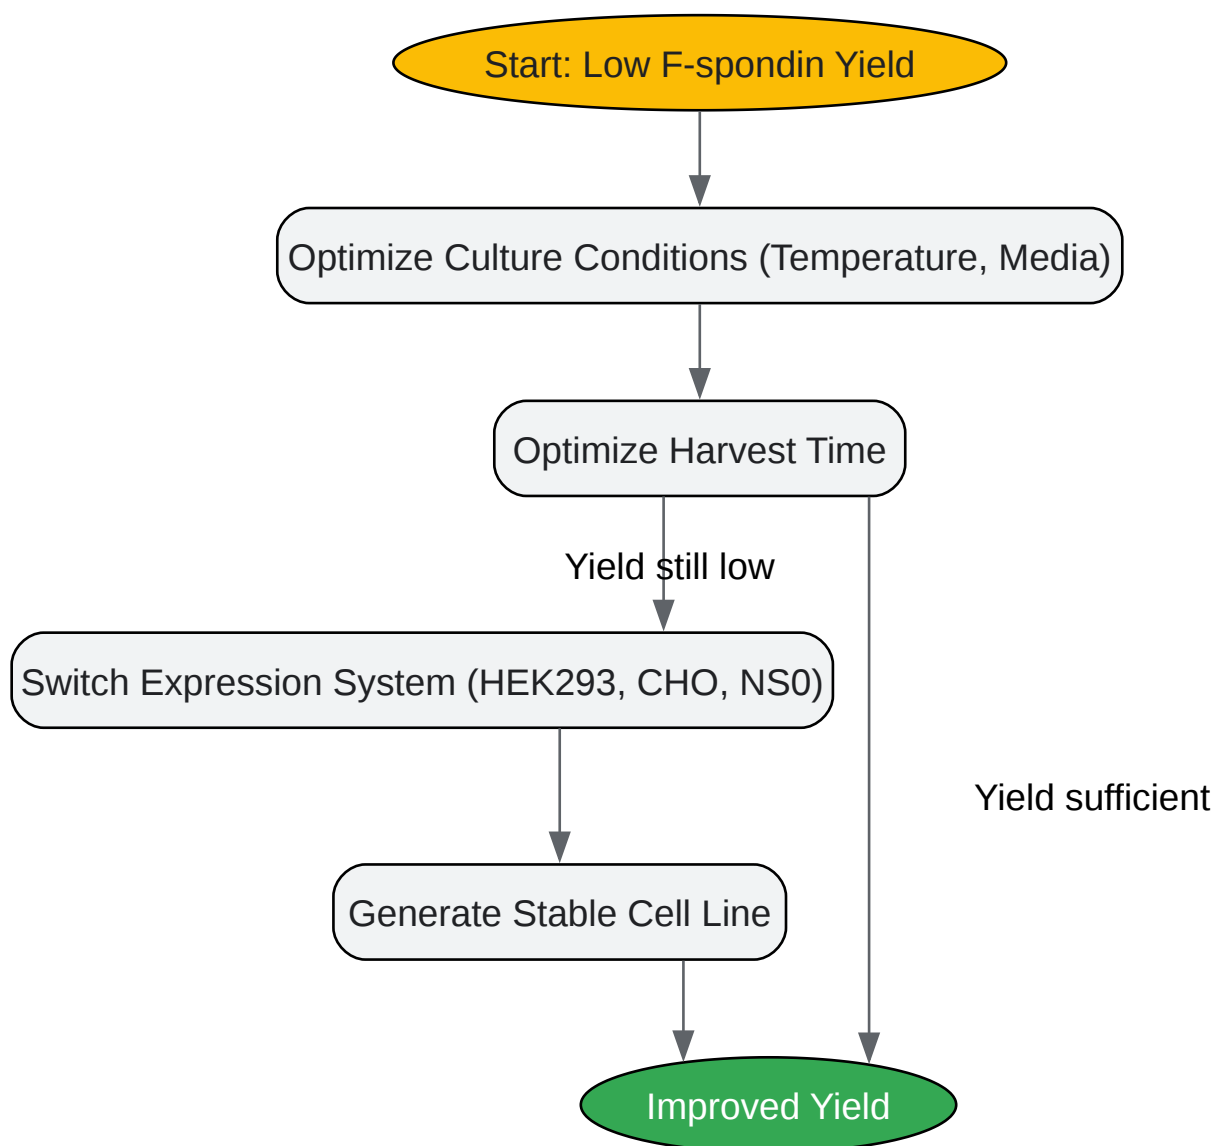 Start: Low F-spondin Yield
Optimize Culture Conditions (Temperature, Media)
Optimize Harvest Time
Yield still low
Switch Expression System (HEK293, CHO, NS0)
Yield sufficient
Generate Stable Cell Line
Improved Yield